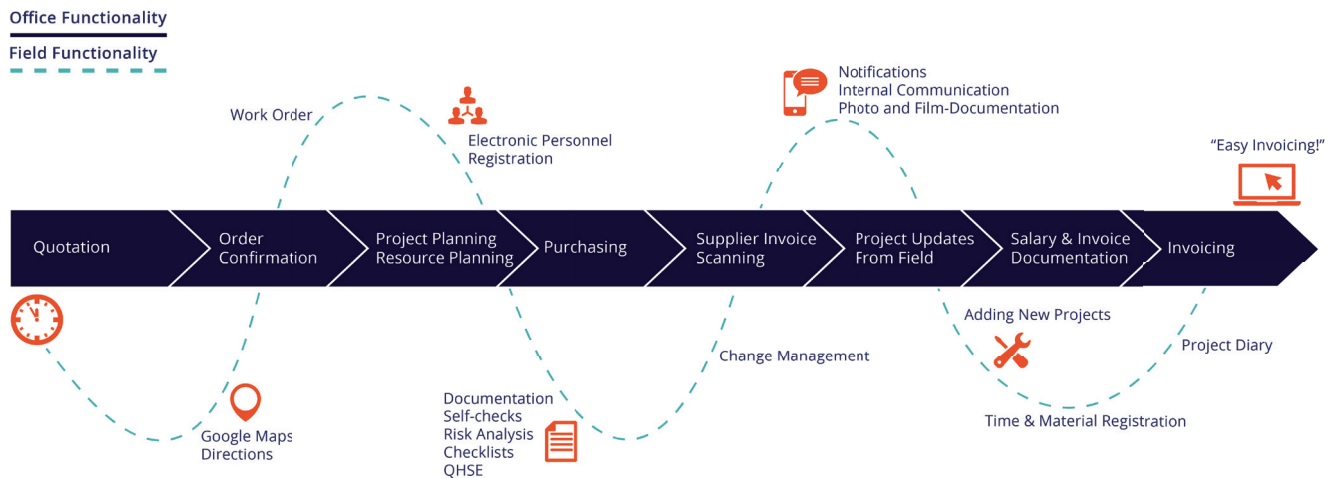 Office Functionality
Field Functionality
Work Order
Electronic Personnel
Registration
Notifications
Internal Communication
Photo and Film-Documentation
“Easy Invoicing!”
Quotation
Order
Confirmation
Project Planning
Resource Planning
Purchasing
Supplier Invoice
Scanning
Project Updates
From Field
Salary & Invoice
Documentation
Invoicing
Google Maps
Directions
Documentation
Self-checks
Risk Analysis
Checklists
QHSE
Change Management
Adding New Projects
Time & Material Registration
Project Diary